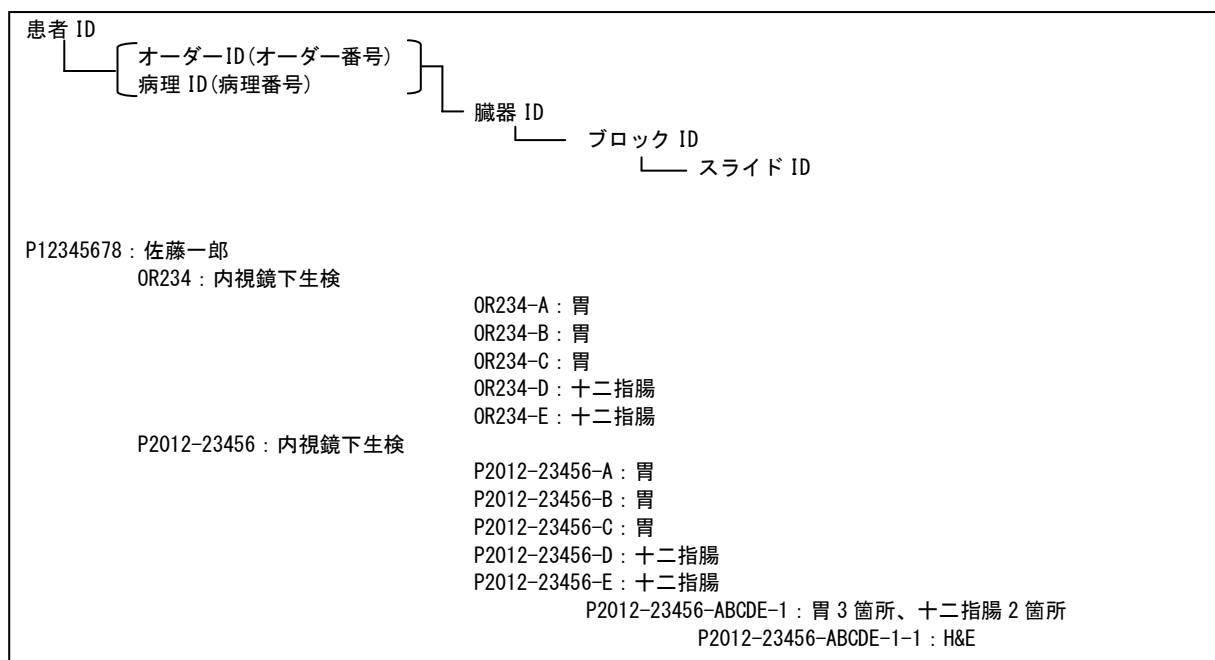 患者 ID
オーダーID(オーダー番号)
病理 ID(病理番号)
臓器 ID
ブロック ID
スライド ID
P12345678：佐藤一郎
OR234：内視鏡下生検
OR234-A：胃
OR234-B：胃
OR234-C：胃
OR234-D：十二指腸
OR234-E：十二指腸
P2012-23456：内視鏡下生検
P2012-23456-A：胃
P2012-23456-B：胃
P2012-23456-C：胃
P2012-23456-D：十二指腸
P2012-23456-E：十二指腸
P2012-23456-ABCDE-1：胃 3 箇所、十二指腸 2 箇所
P2012-23456-ABCDE-1-1：H&E